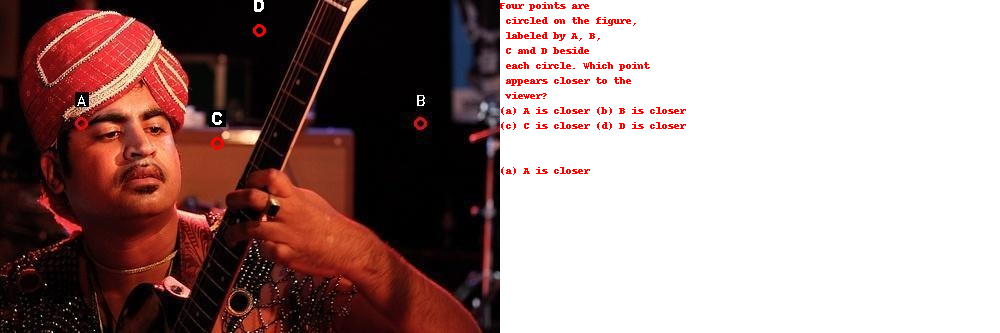 D
A
B
C
Four points are
circled on the figure,
labeled by A, B,
C and D beside
each circle. Which point
appears closer to the
viewer?
(a) A is closer (b) B is closer
(c) C is closer (d) D is closer
(a) A is closer